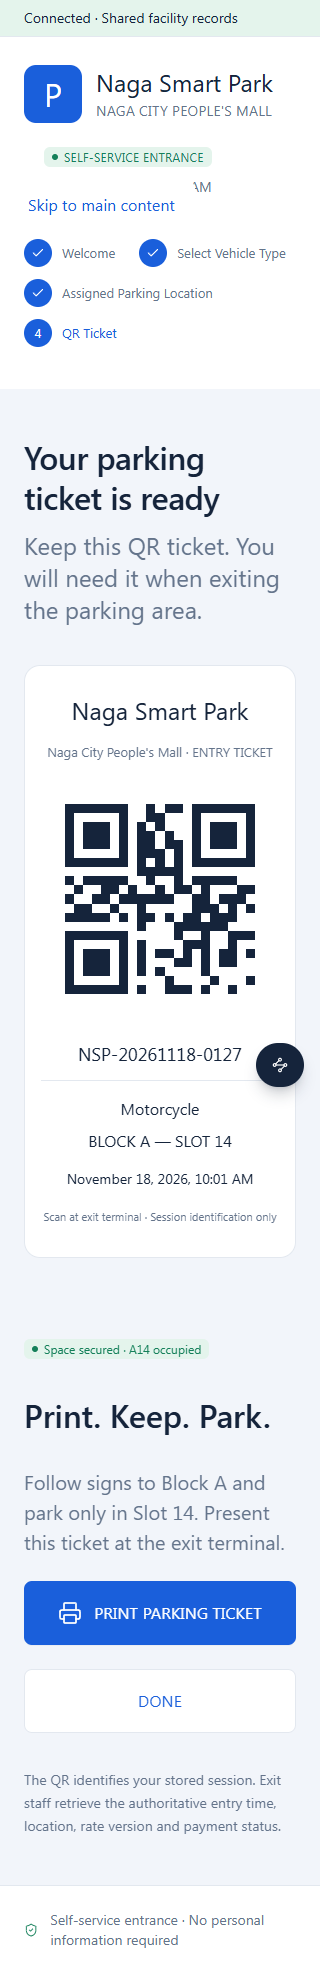 Connected · Shared facility records
P
Naga Smart Park
NAGA CITY PEOPLE'S MALL
SELF-SERVICE ENTRANCE
AM
Skip to main content
Welcome
Select Vehicle Type
Assigned Parking Location
4 QR Ticket
Your parking
ticket is ready
Keep this QR ticket. You
will need it when exiting
the parking area.
Naga Smart Park
Naga City People's Mall · ENTRY TICKET
NSP-20261118-0127
Motorcycle
BLOCK A — SLOT 14
November 18, 2026, 10:01 AM
Scan at exit terminal · Session identification only
Space secured · A14 occupied
Print. Keep. Park.
Follow signs to Block A and
park only in Slot 14. Present
this ticket at the exit terminal.
PRINT PARKING TICKET
DONE
The QR identifies your stored session. Exit
staff retrieve the authoritative entry time,
location, rate version and payment status.
Self-service entrance · No personal
information required